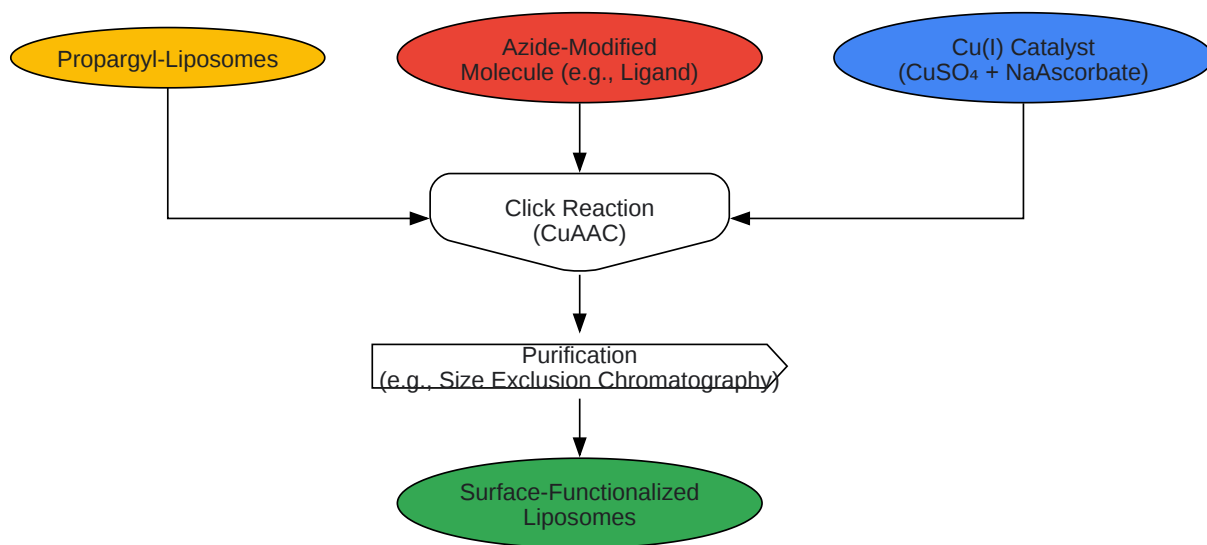 Propargyl-Liposomes
Azide-Modified
Molecule (e.g., Ligand)
Cu(I) Catalyst
(CuSO₄ + NaAscorbate)
Click Reaction
(CuAAC)
Purification
(e.g., Size Exclusion Chromatography)
Surface-Functionalized
Liposomes